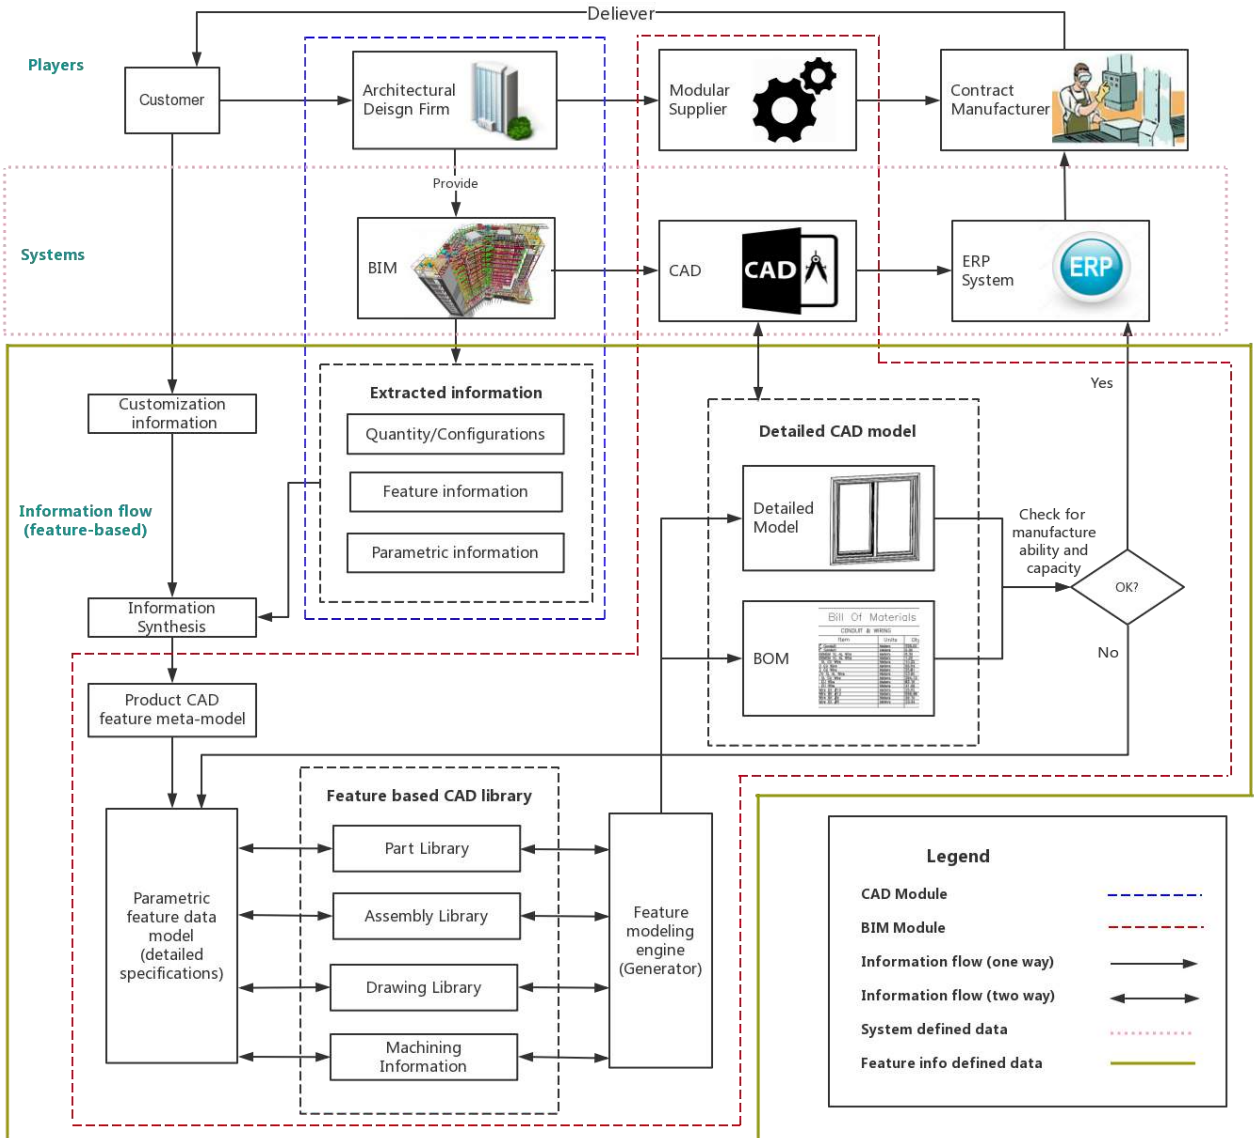 Deliever
Players
Customer
Architectural
Deisgn Firm
Modular
Supplier
Contract
Manufacturer
Provide
Systems
BIM
CAD
CAD
ERP
System
ERP
Customization
information
Extracted information
Quantity/Configurations
Feature information
Parametric information
Yes
Detailed CAD model
Detailed
Model
Information flow
(feature-based)
Check for
manufacture
ability and
capacity
OK?
Information
Synthesis
BOM
Bill Of Materials
CONDUIT & WIRING
Item Units Qty
No
Product CAD
feature meta-model
Feature based CAD library
Part Library
Assembly Library
Drawing Library
Machining
Information
Parametric
feature data
model
(detailed
specifications)
Feature
modeling
engine
(Generator)
Legend
CAD Module
BIM Module
Information flow (one way)
Information flow (two way)
System defined data
Feature info defined data